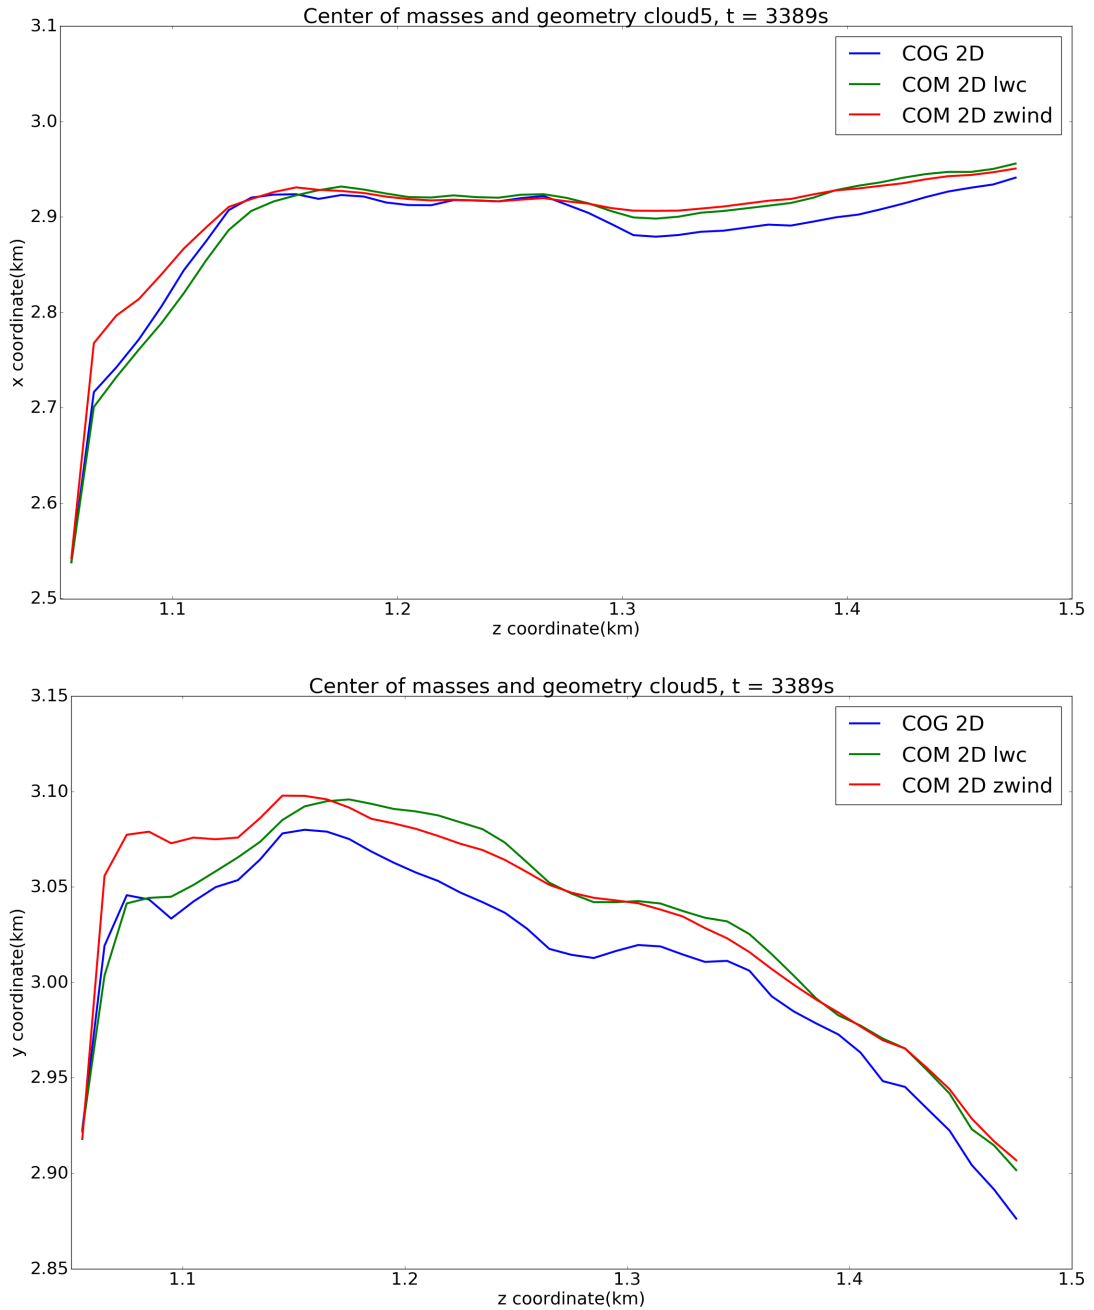 Center of masses and geometry cloud5, t = 3389s
3.1
COG 2D
COM 2D lwc
COM 2D zwind
3.0
2.9
2.8
2.7
2.6
2.5
x coordinate(km)
1.1 1.2 1.3 1.4 1.5
z coordinate(km)
Center of masses and geometry cloud5, t = 3389s
3.15
COG 2D
COM 2D lwc
COM 2D zwind
3.10
3.05
3.00
2.95
2.90
2.85
y coordinate(km)
1.1 1.2 1.3 1.4 1.5
z coordinate(km)